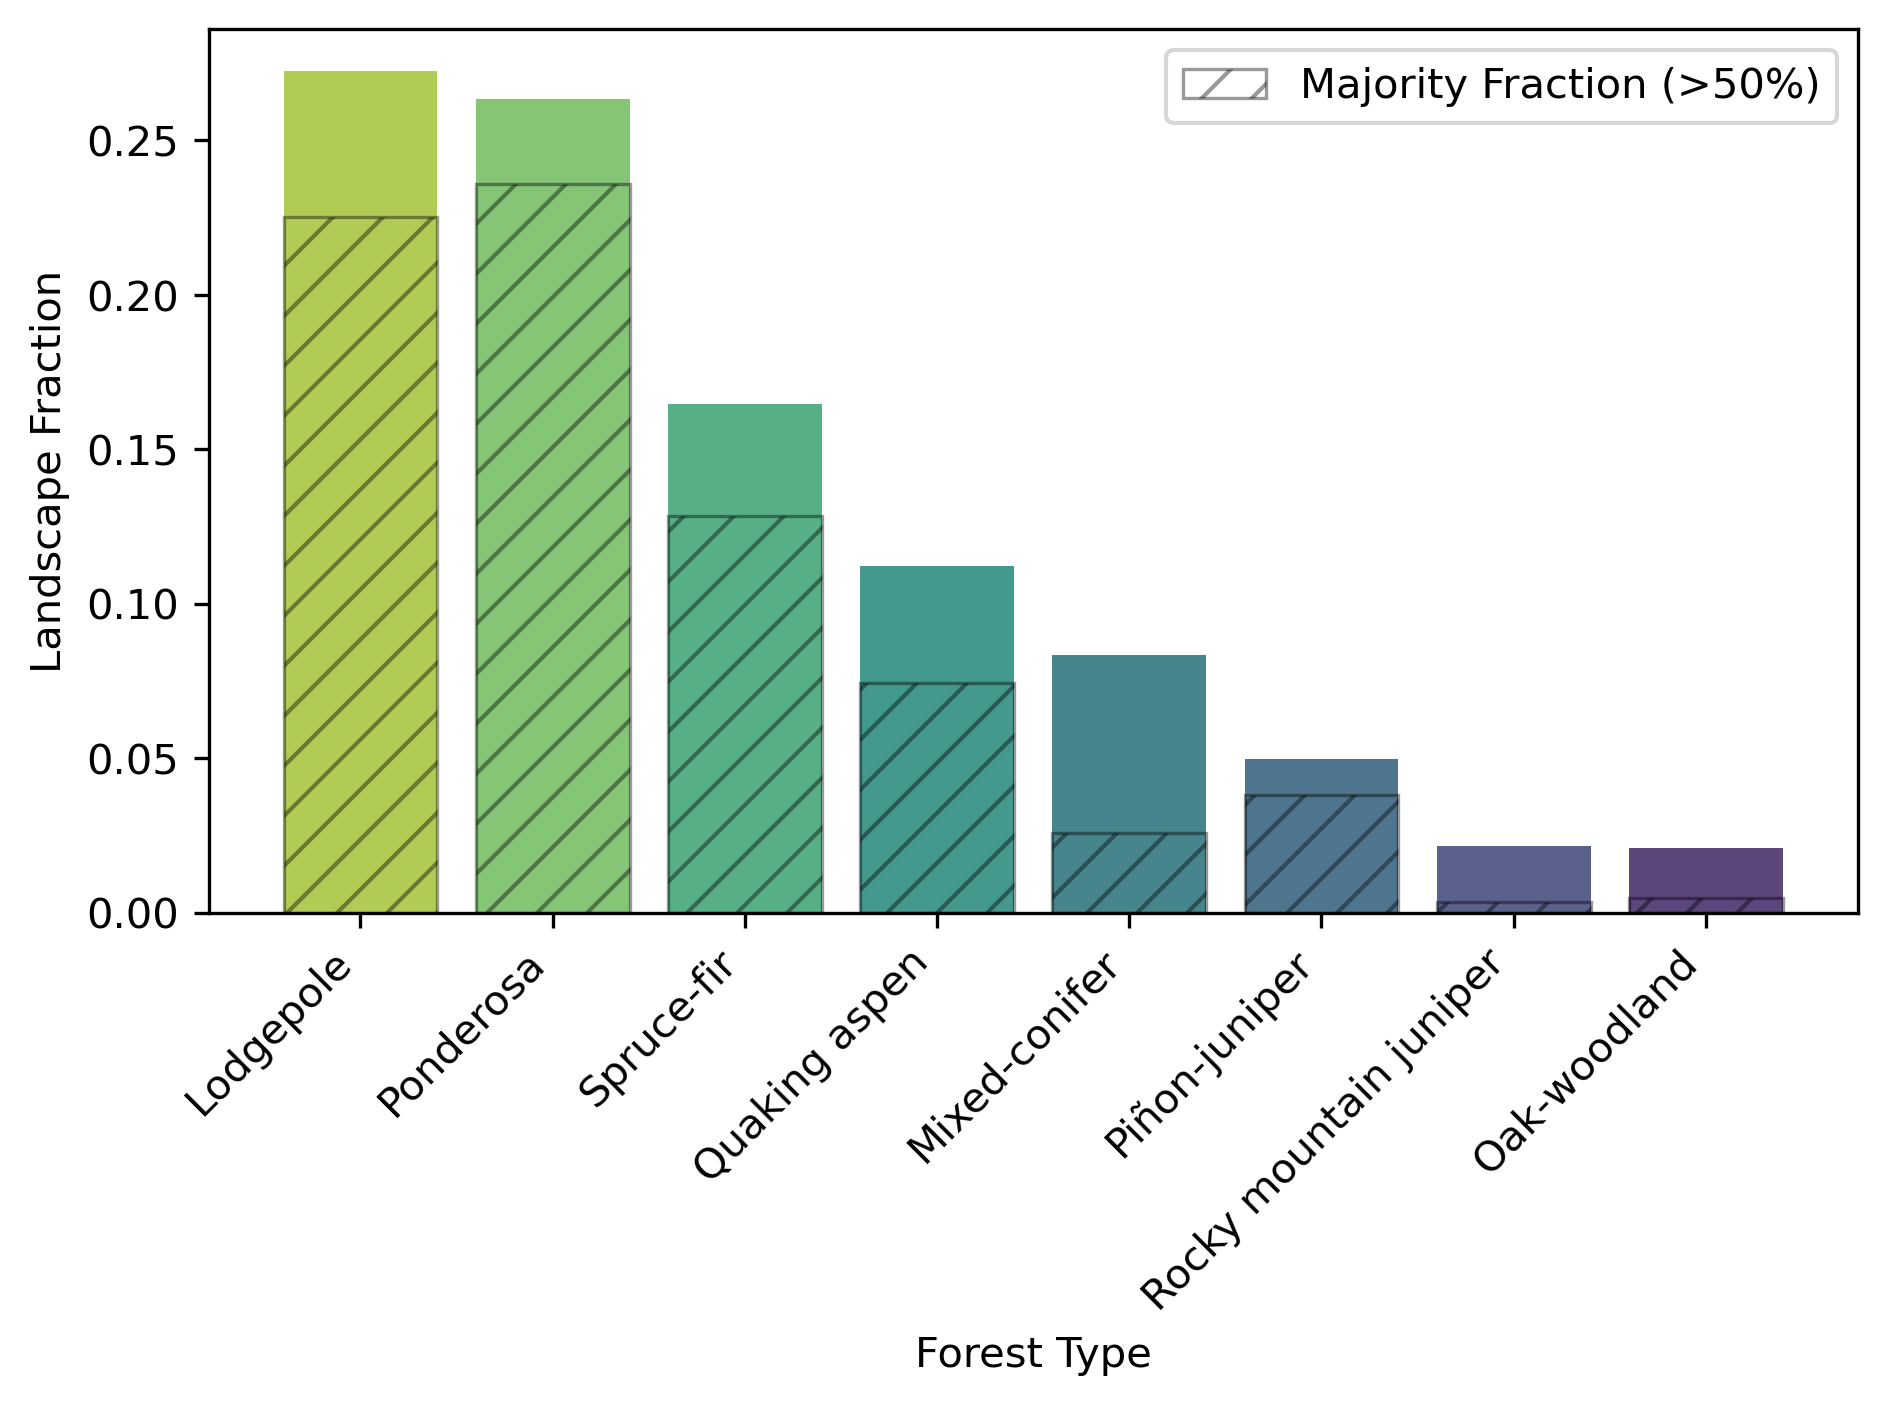 Majority Fraction (>50%)
0.25
0.20
0.15
0.10
0.05
0.00
Landscape Fraction
Lodgepole
Ponderosa
Spruce-fir
Quaking aspen
Mixed-conifer
Piñon-juniper
Rocky mountain juniper
Oak-woodland
Forest Type